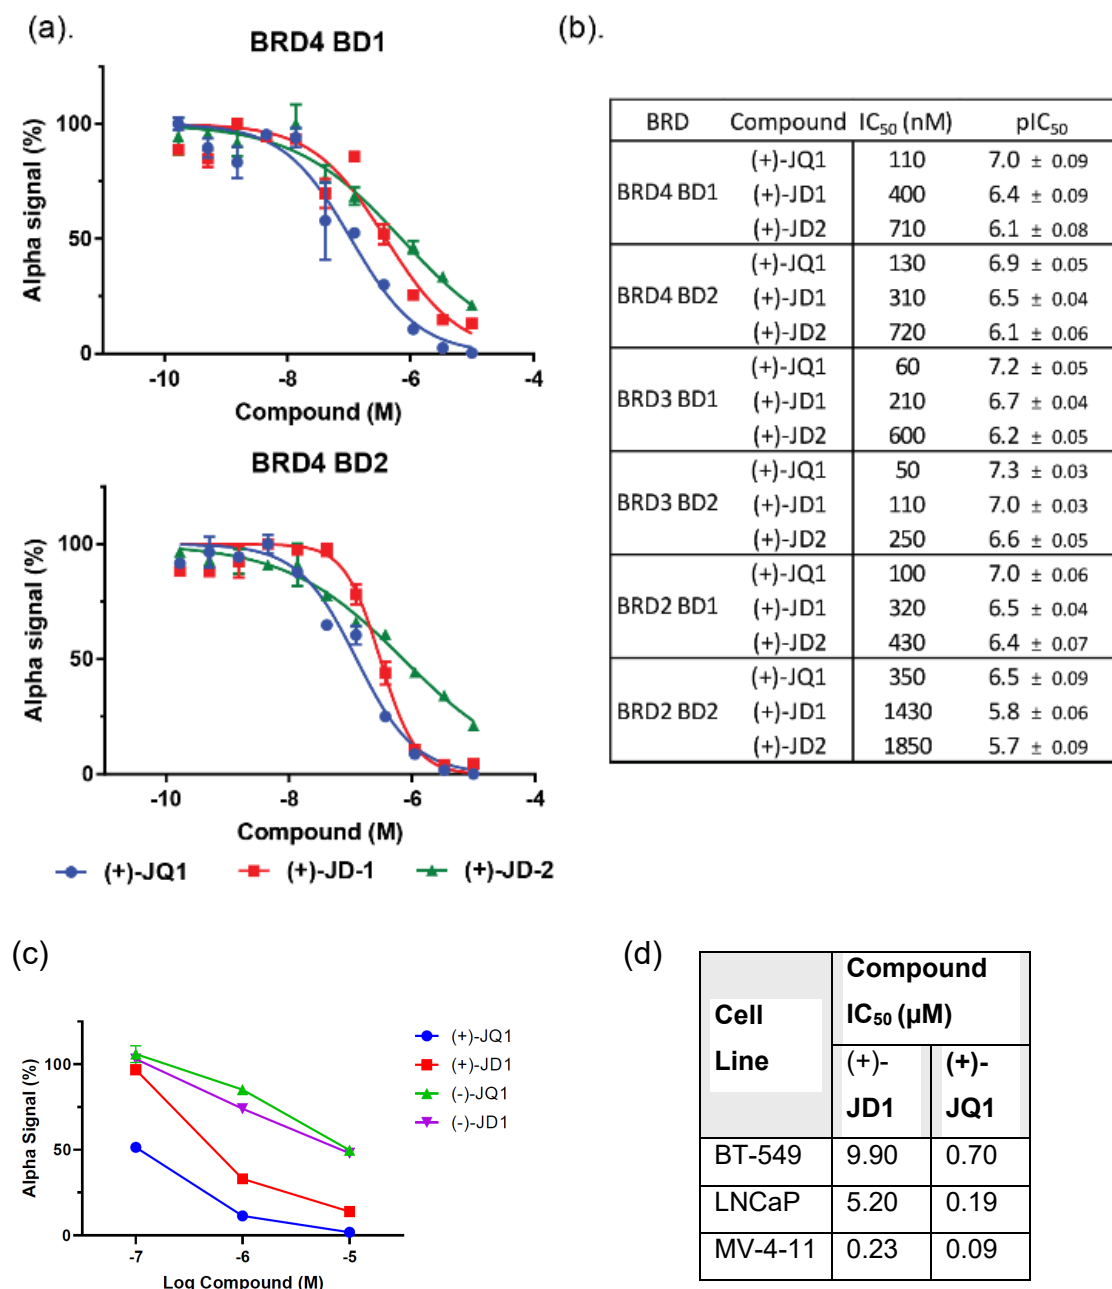 (a).
BRD4 BD1
100
50
0
-10 -8 -6 -4
Alpha signal (%)
Compound (M)
BRD4 BD2
100
50
0
-10 -8 -6 -4
Alpha signal (%)
Compound (M)
(+)-JQ1 (+)-JD-1 (+)-JD-2
(b).
BRD Compound IC50 (nM) pIC50
(+)-JQ1 110 7.0 ± 0.09
BRD4 BD1 (+)-JD1 400 6.4 ± 0.09
(+)-JD2 710 6.1 ± 0.08
(+)-JQ1 130 6.9 ± 0.05
BRD4 BD2 (+)-JD1 310 6.5 ± 0.04
(+)-JD2 720 6.1 ± 0.06
(+)-JQ1 60 7.2 ± 0.05
BRD3 BD1 (+)-JD1 210 6.7 ± 0.04
(+)-JD2 600 6.2 ± 0.05
(+)-JQ1 50 7.3 ± 0.03
BRD3 BD2 (+)-JD1 110 7.0 ± 0.03
(+)-JD2 250 6.6 ± 0.05
(+)-JQ1 100 7.0 ± 0.06
BRD2 BD1 (+)-JD1 320 6.5 ± 0.04
(+)-JD2 430 6.4 ± 0.07
(+)-JQ1 350 6.5 ± 0.09
BRD2 BD2 (+)-JD1 1430 5.8 ± 0.06
(+)-JD2 1850 5.7 ± 0.09
(c)
100
50
0
-7 -6 -5
Alpha Signal (%)
Log Compound (M)
(+)-JQ1
(+)-JD1
(-)-JQ1
(-)-JD1
(d)
Cell
Line
Compound
IC50 (µM)
(+)-
JD1
(+)-
JQ1
BT-549 9.90 0.70
LNCaP 5.20 0.19
MV-4-11 0.23 0.09